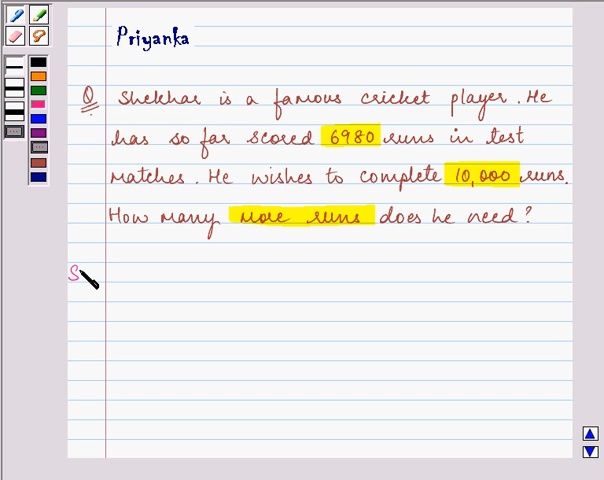 Priyanka
Q Shekhar is a famous cricket player. He
has so far scored 6980 runs in test
matches. He wishes to complete 10,000 runs.
How many more runs does he need?
S